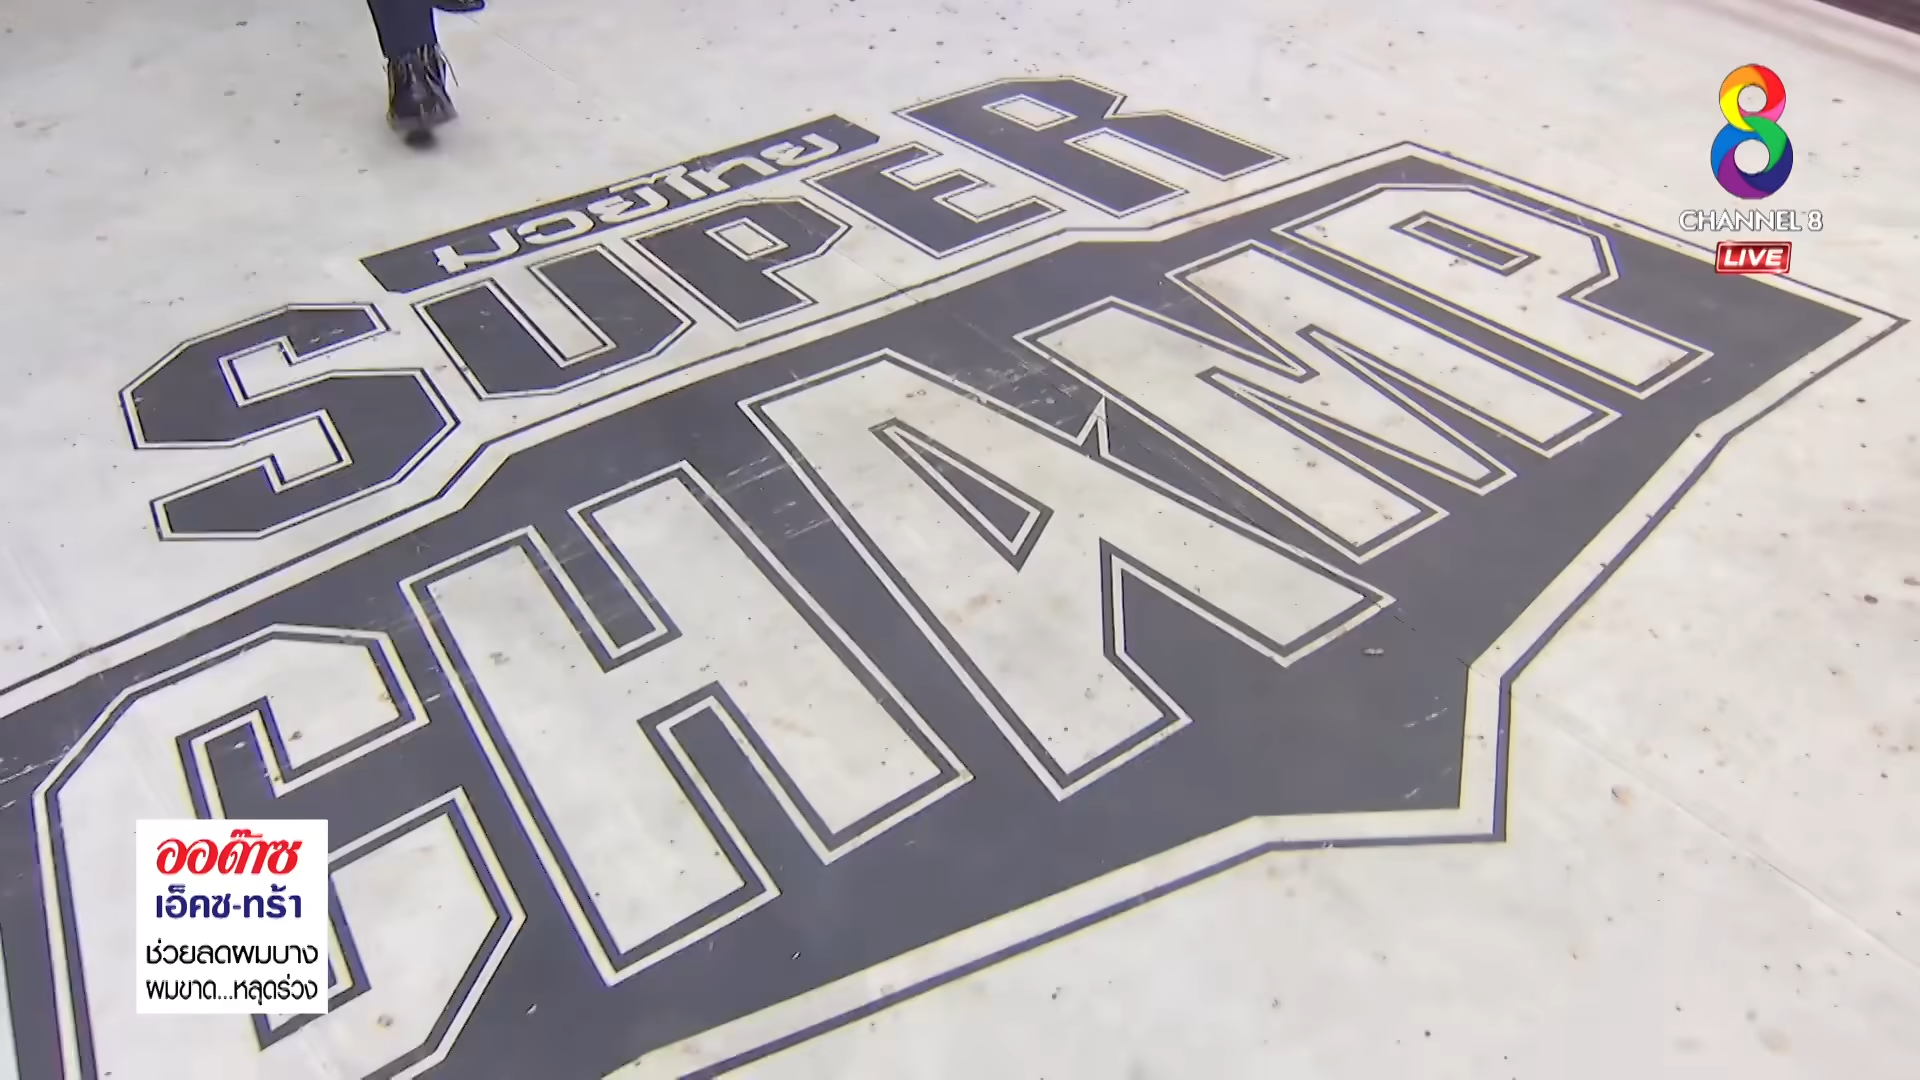 มวยไทย
SUPER
CHAMP
CHANNEL 8
LIVE
ออด๊าซ
เอ็คซ-ทร้า
ช่วยลดผมบาง
ผมขาด...หลุดร่วง